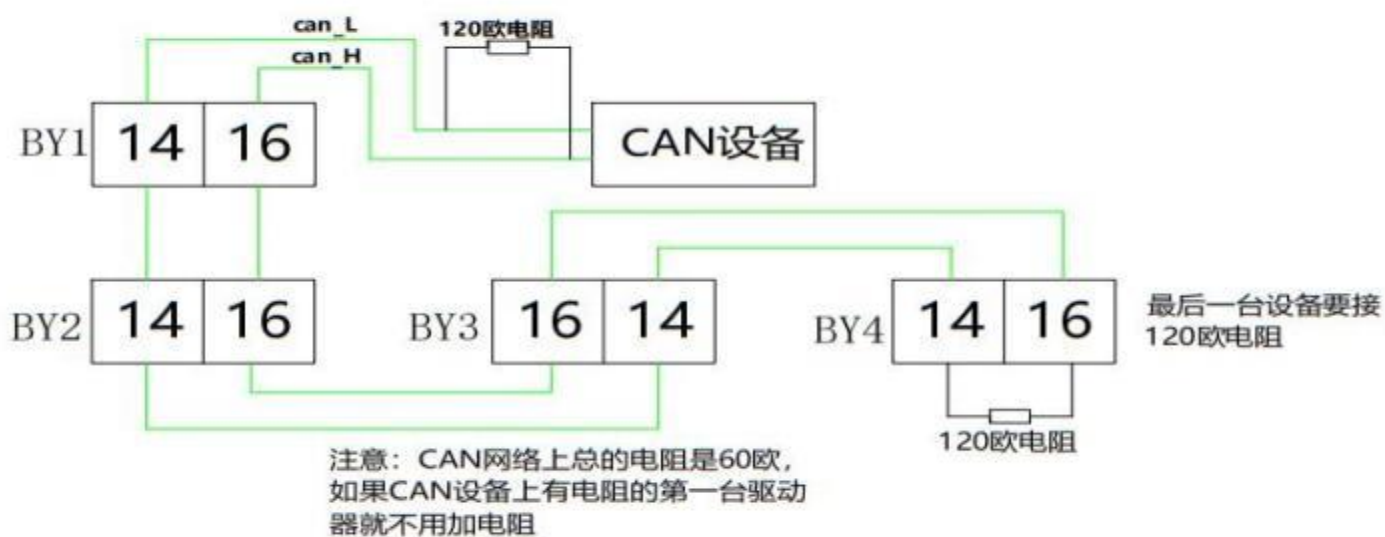 can_L
120欧电阻
can_H
BY1 14 16
CAN设备
BY2 14 16
BY3 16 14
BY4 14 16
最后一台设备要接
120欧电阻
120欧电阻
注意：CAN网络上总的电阻是60欧，
如果CAN设备上有电阻的第一台驱动
器就不用加电阻